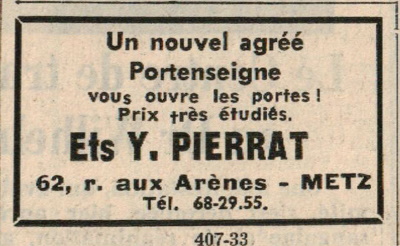 Un nouvel agréé
Portenseigne
vous ouvre les portes !
Prix très étudiés.
Ets Y. PIERRAT
62, r. aux Arènes - METZ
Tél. 68-29.55.
407-33